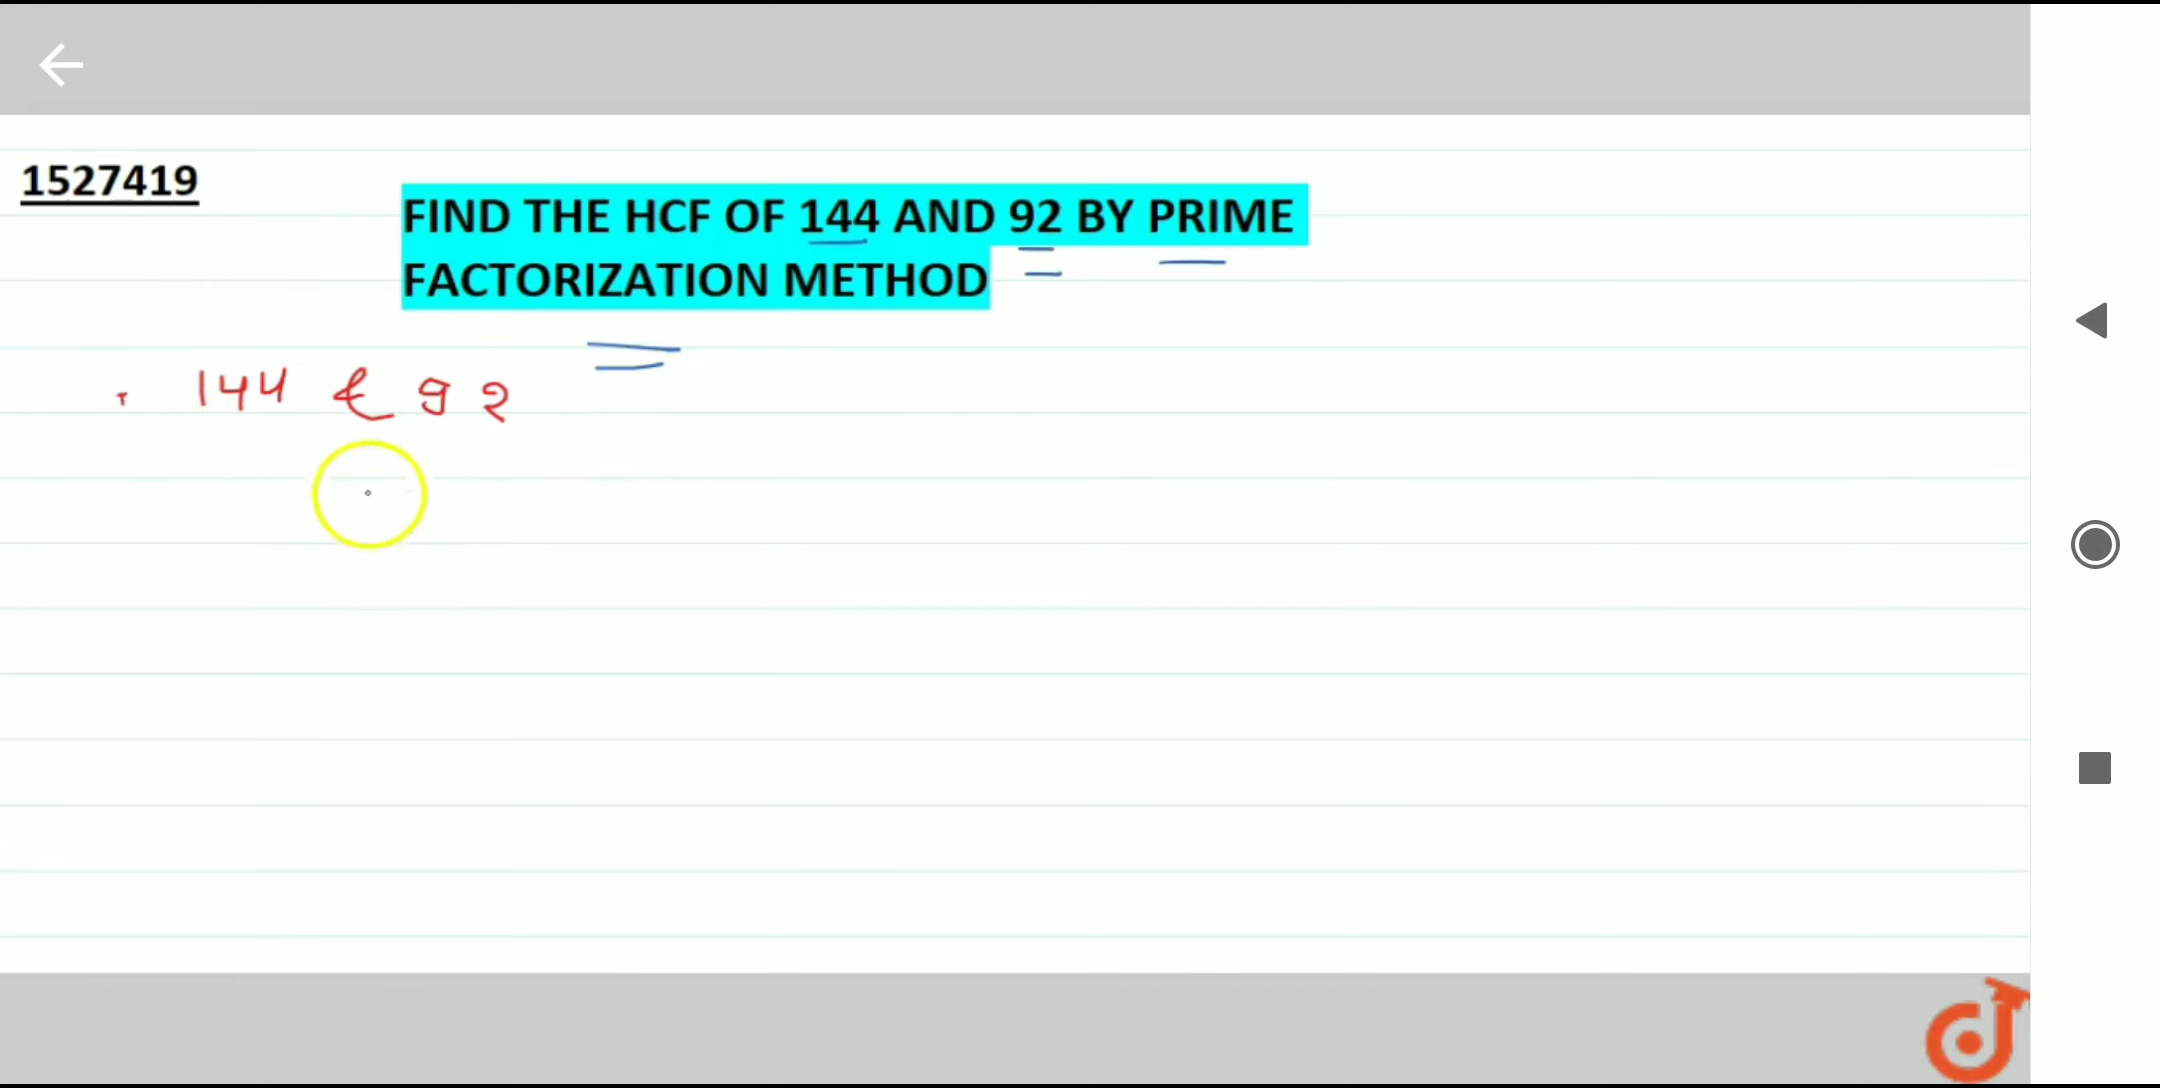 1527419
FIND THE HCF OF 144 AND 92 BY PRIME
FACTORIZATION METHOD
144 & 92